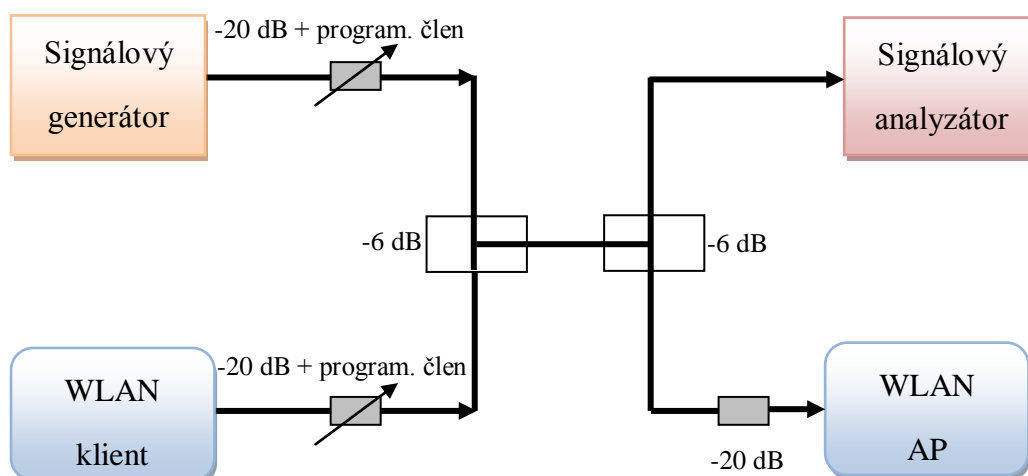 -20 dB + program. člen
Signálový
generátor
Signálový
analyzátor
-6 dB
-6 dB
-20 dB + program. člen
WLAN
klient
WLAN
AP
-20 dB